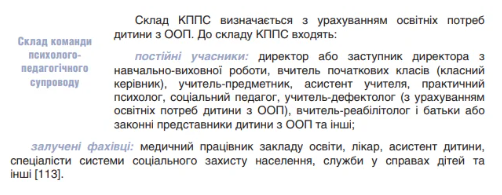 Склад КППС визначається з урахуванням освітніх потреб
дитини з ООП. До складу КППС входять:
Склад команди
психолого-
педагогічного
супроводу
постійні учасники: директор або заступник директора з
навчально-виховної роботи, вчитель початкових класів (класний
керівник), учитель-предметник, асистент учителя, практичний
психолог, соціальний педагог, учитель-дефектолог (з урахуванням
освітніх потреб дитини з ООП), вчитель-реабілітолог і батьки або
законні представники дитини з ООП та інші;
залучені фахівці: медичний працівник закладу освіти, лікар, асистент дитини,
спеціалісти системи соціального захисту населення, служби у справах дітей та
інші [113].